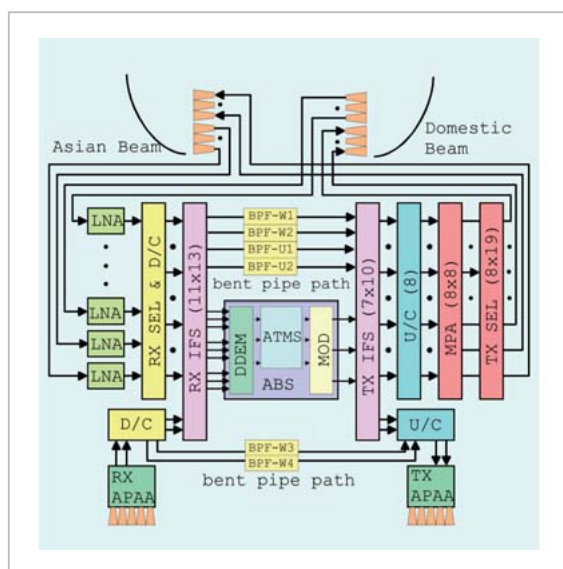 Asian Beam
Domestic
Beam
LNA
LNA
LNA
LNA
RX SEL & D/C
RX IFS (11x13)
BPF-W1
BPF-W2
BPF-U1
BPF-U2
bent pipe path
DDEM
ATMS
MOD
ABS
TX IFS (7x10)
U/C (8)
MPA (8x8)
TX SEL (8x19)
D/C
BPF-W3
BPF-W4
bent pipe path
U/C
RX
APAA
TX
APAA